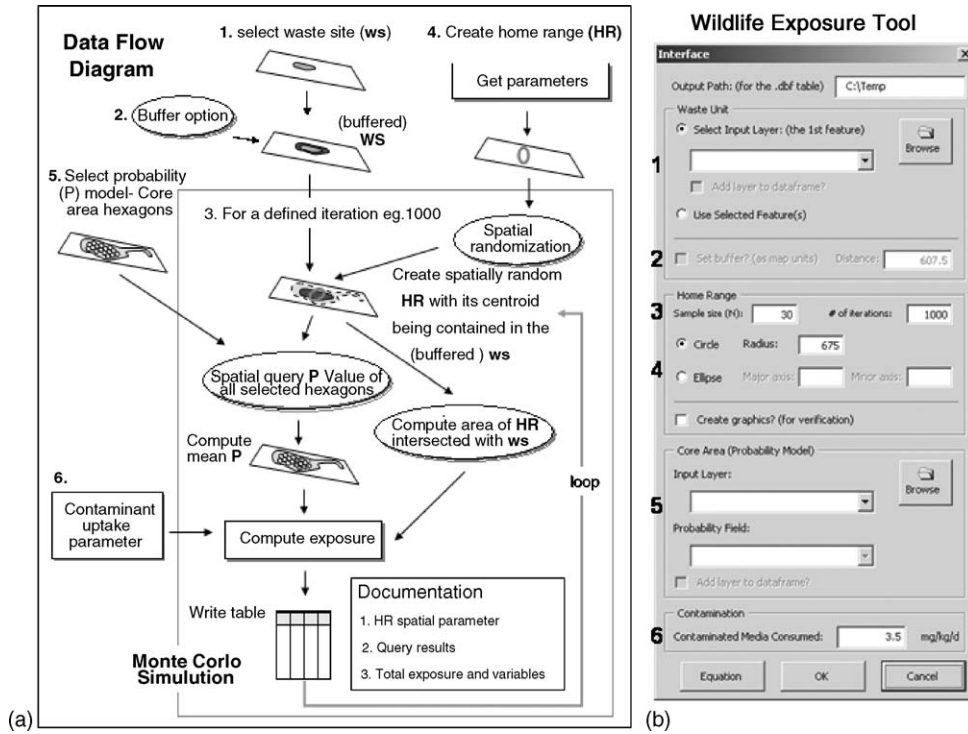 Data Flow
Diagram
1. select waste site (ws)
4. Create home range (HR)
Get parameters
2. Buffer option
(buffered)
WS
5. Select probability
(P) model- Core
area hexagons
3. For a defined iteration eg.1000
Spatial
randomization
Create spatially random
HR with its centroid
being contained in the
(buffered ) ws
Spatial query P Value of
all selected hexagons
Compute area of HR
intersected with ws
Compute
mean P
loop
6.
Contaminant
uptake
parameter
Compute exposure
Write table
Documentation
1. HR spatial parameter
2. Query results
3. Total exposure and variables
Monte Corlo
Simulution
(a)
Wildlife Exposure Tool
Interface
Output Path: (for the .dbf table) C:\Temp
Waste Unit
1 Select Input Layer: (the 1st feature)
Browse
Add layer to dataframe?
Use Selected Feature(s)
2 Set buffer? (as map units) Distance: 607.5
Home Range
3 Sample size (N): 30 # of iterations: 1000
4 Circle Radius: 675
Ellipse Major axis: Minor axis:
Create graphics? (for verification)
Core Area (Probability Model)
Input Layer:
Browse
5
Probability Field:
Add layer to dataframe?
Contamination
6 Contaminated Media Consumed: 3.5 mg/kg/d
Equation OK Cancel
(b)